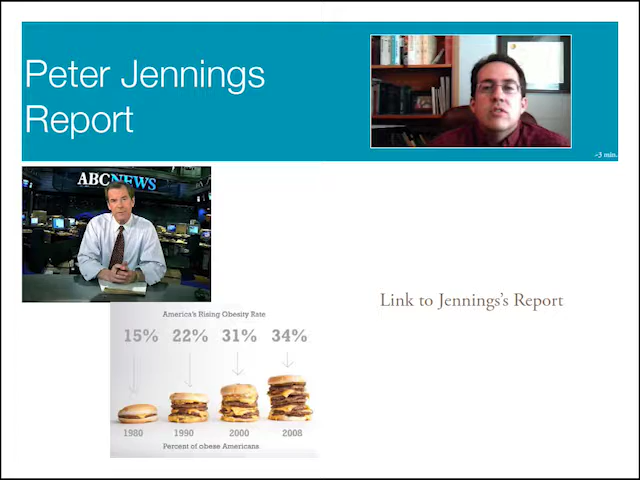 Peter Jennings
Report
~3 min.
ABCNEWS
Link to Jennings's Report
America's Rising Obesity Rate
15% 22% 31% 34%
1980 1990 2000 2008
Percent of obese Americans